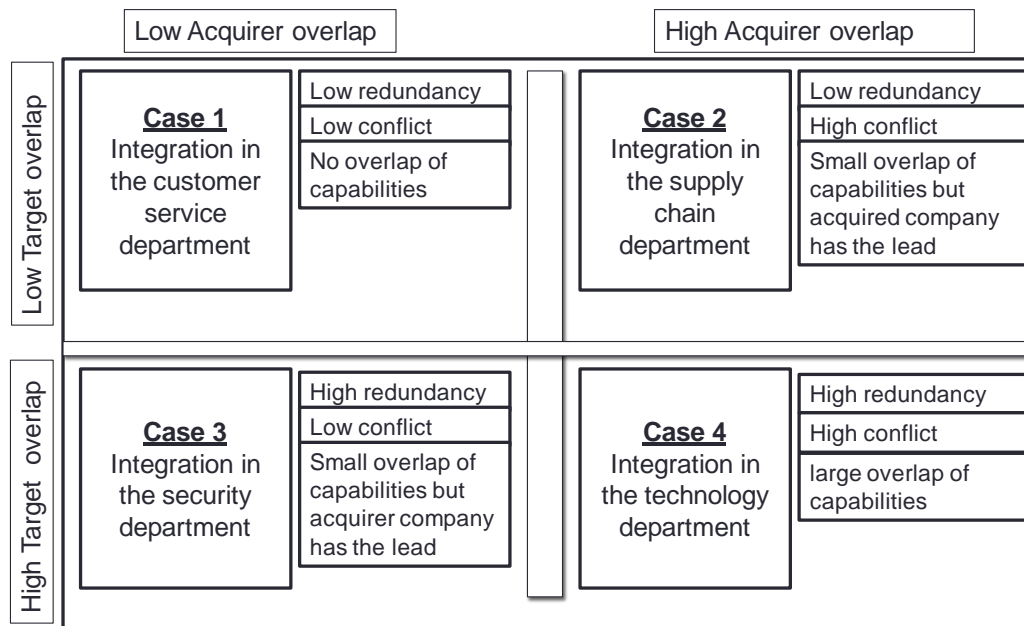 Low Acquirer overlap
High Acquirer overlap
Low Target overlap
Case 1
Integration in
the customer
service
department
Low redundancy
Low conflict
No overlap of
capabilities
Case 2
Integration in
the supply
chain
department
Low redundancy
High conflict
Small overlap of
capabilities but
acquired company
has the lead
High Target overlap
Case 3
Integration in
the security
department
High redundancy
Low conflict
Small overlap of
capabilities but
acquirer company
has the lead
Case 4
Integration in
the technology
department
High redundancy
High conflict
large overlap of
capabilities